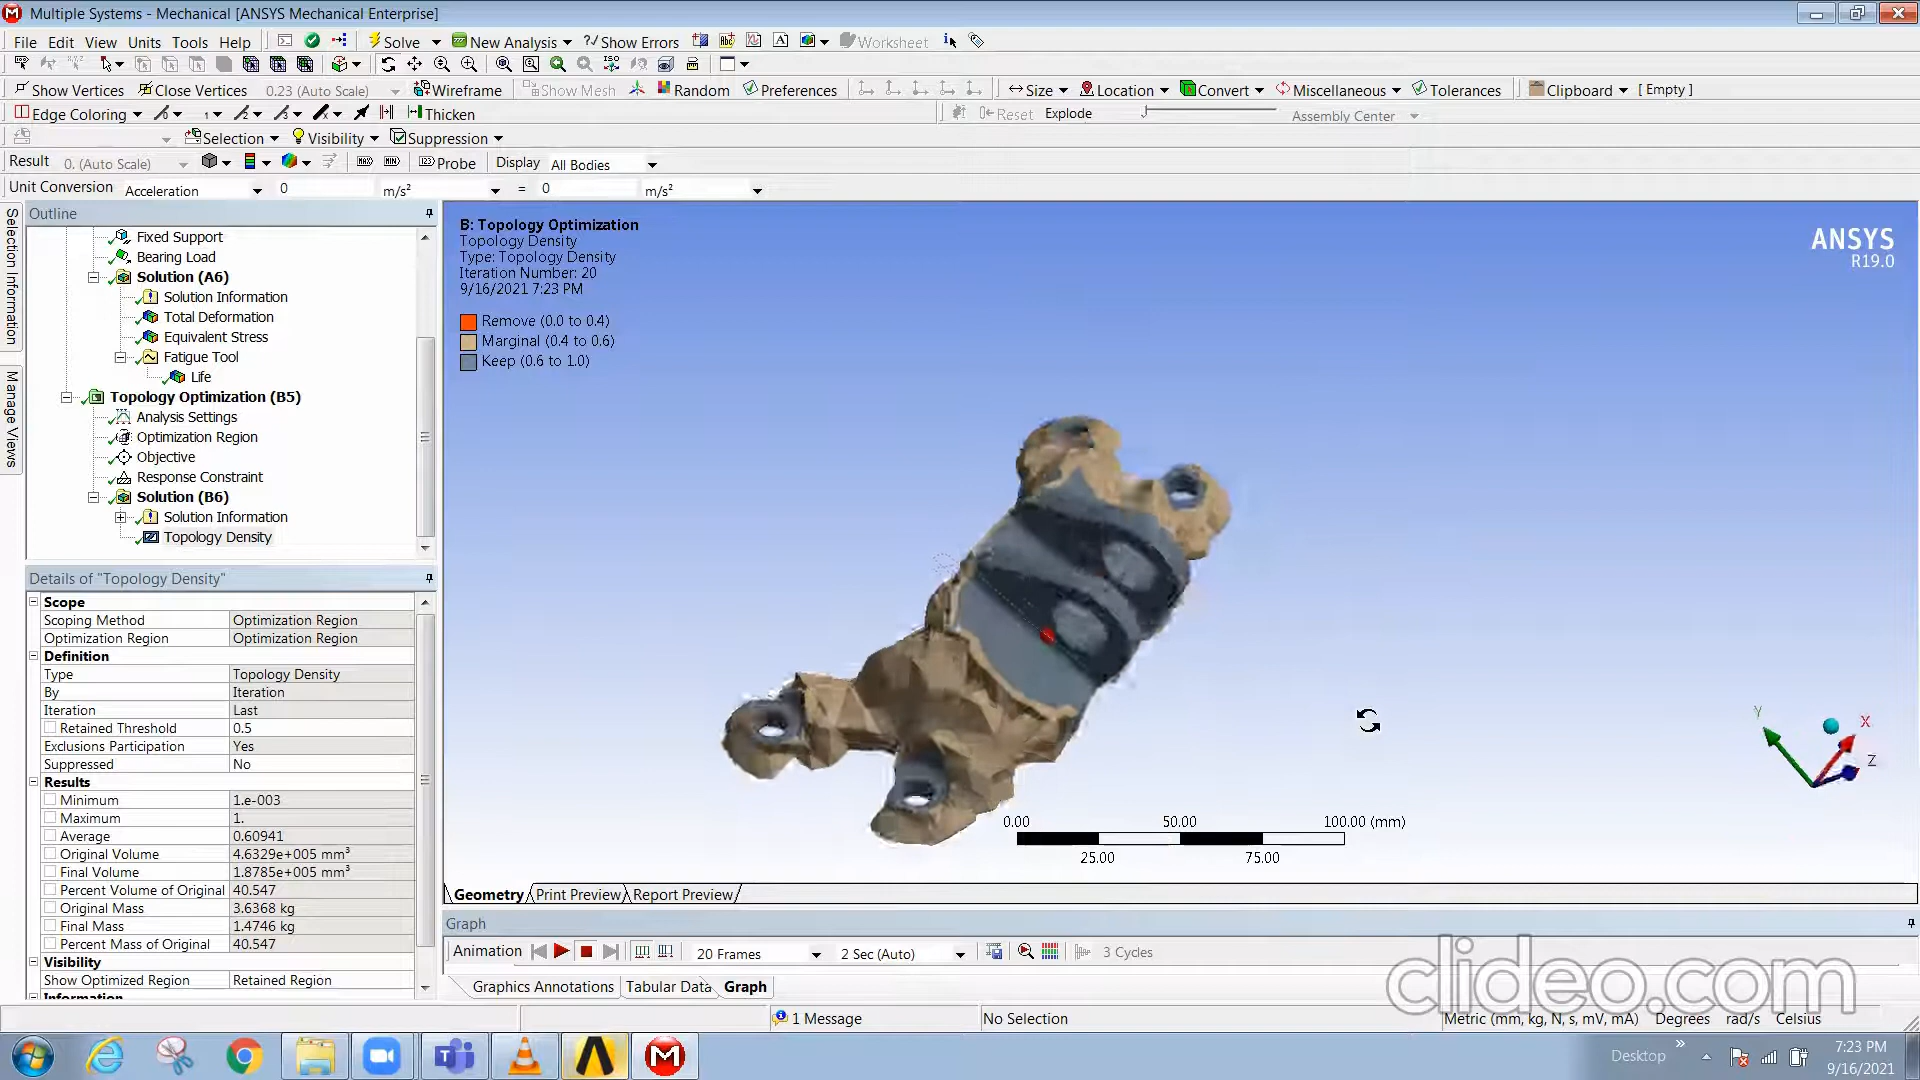 Multiple Systems - Mechanical [ANSYS Mechanical Enterprise]
File Edit View Units Tools Help Solve New Analysis ?/ Show Errors Worksheet
ISO
Show Vertices Close Vertices 0.23 (Auto Scale) Wireframe Show Mesh Random Preferences Size Location Convert Miscellaneous Tolerances Clipboard [ Empty ]
Edge Coloring Thicken Reset Explode Assembly Center
Selection Visibility Suppression
Result 0. (Auto Scale) MAX MIN Probe Display All Bodies
Unit Conversion Acceleration 0 m/s² = 0 m/s²
Selection Information
Manage Views
Outline
Fixed Support
Bearing Load
Solution (A6)
Solution Information
Total Deformation
Equivalent Stress
Fatigue Tool
Life
Topology Optimization (B5)
Analysis Settings
Optimization Region
Objective
Response Constraint
Solution (B6)
Solution Information
Topology Density
Details of "Topology Density"
Scope
Scoping Method Optimization Region
Optimization Region Optimization Region
Definition
Type Topology Density
By Iteration
Iteration Last
Retained Threshold 0.5
Exclusions Participation Yes
Suppressed No
Results
Minimum 1.e-003
Maximum 1.
Average 0.60941
Original Volume 4.6329e+005 mm³
Final Volume 1.8785e+005 mm³
Percent Volume of Original 40.547
Original Mass 3.6368 kg
Final Mass 1.4746 kg
Percent Mass of Original 40.547
Visibility
Show Optimized Region Retained Region
Information
B: Topology Optimization
Topology Density
Type: Topology Density
Iteration Number: 20
9/16/2021 7:23 PM
Remove (0.0 to 0.4)
Marginal (0.4 to 0.6)
Keep (0.6 to 1.0)
ANSYS
R19.0
Y
X
Z
0.00 50.00 100.00 (mm)
25.00 75.00
Geometry Print Preview Report Preview
Graph
Animation 20 Frames 2 Sec (Auto) 3 Cycles
Graphics Annotations Tabular Data Graph
clideo.com
1 Message No Selection Metric (mm, kg, N, s, mV, mA) Degrees rad/s Celsius
Desktop
7:23 PM
9/16/2021